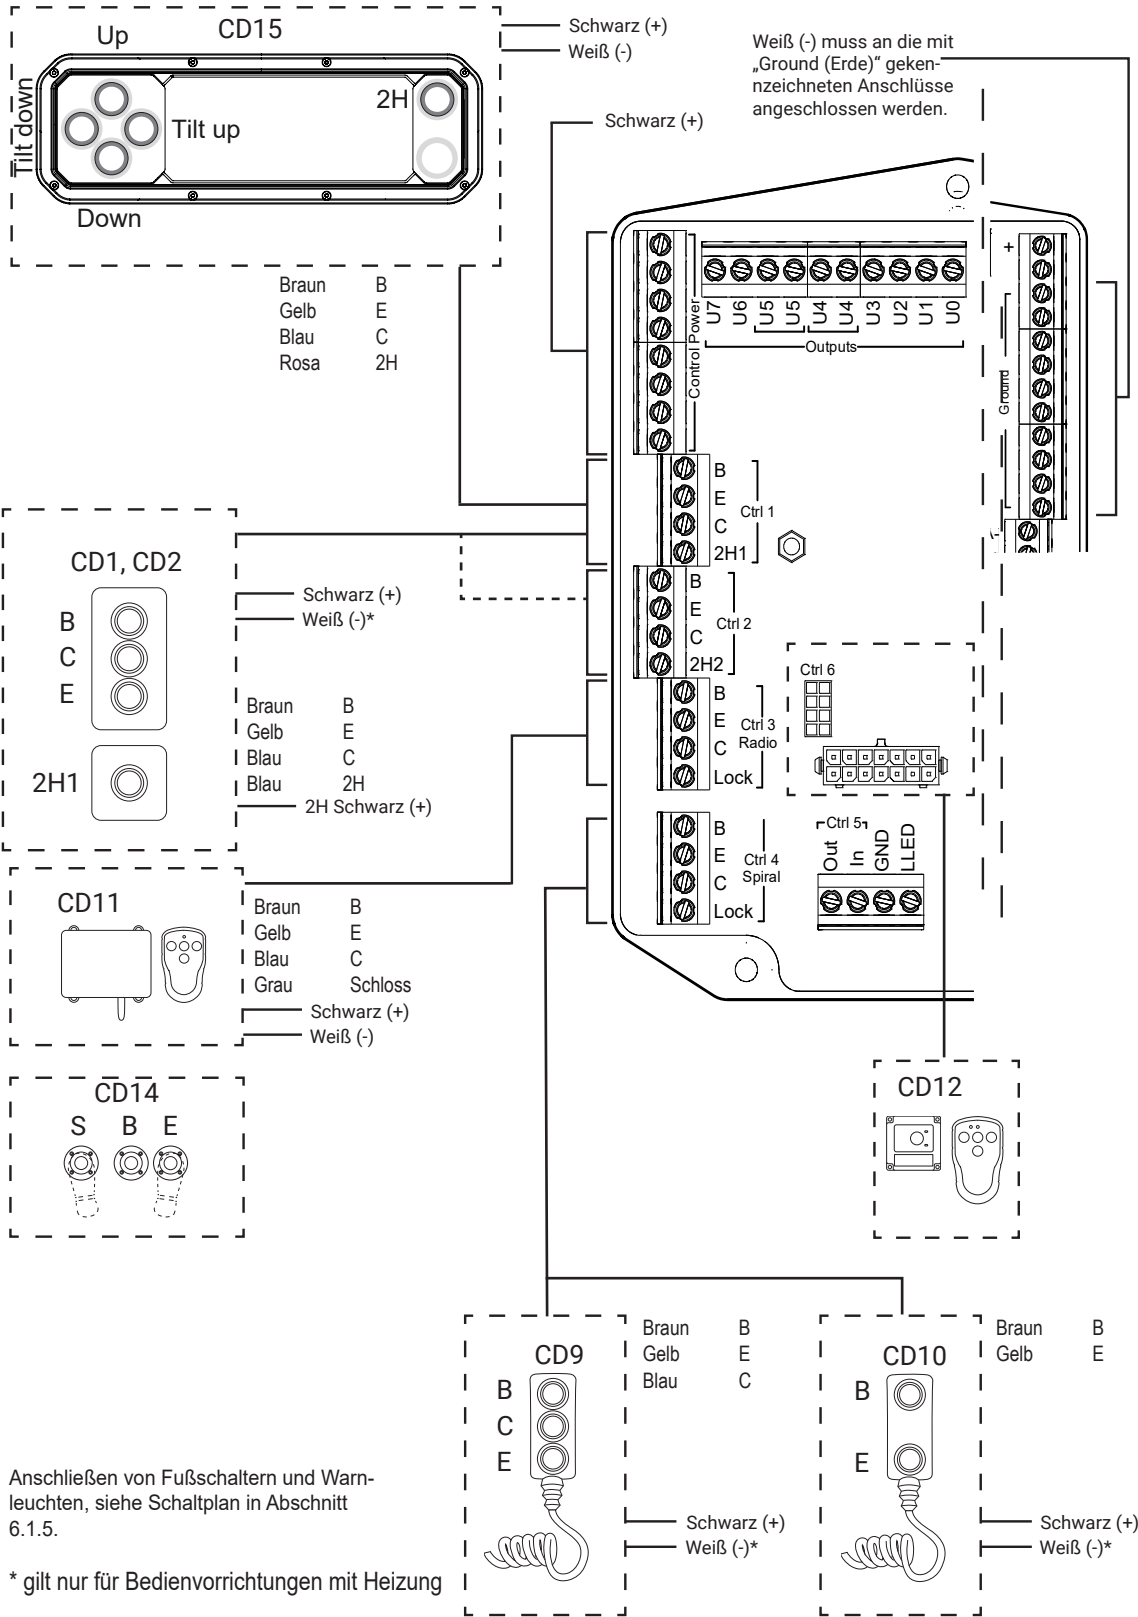 CD15
Up
Tilt down
Tilt up
2H
Down
Schwarz (+)
Weiß (-)
Weiß (-) muss an die mit
„Ground (Erde)“ geken-
nzeichneten Anschlüsse
angeschlossen werden.
Schwarz (+)
Braun B
Gelb E
Blau C
Rosa 2H
Control Power
U7 U6 U5 U5 U4 U4 U3 U2 U1 U0
Outputs
+
Ground
B
E
C
2H1
Ctrl 1
B
E
C
2H2
Ctrl 2
B
E
C
Lock
Ctrl 3
Radio
B
E
C
Lock
Ctrl 4
Spiral
Ctrl 6
Ctrl 5
Out In GND LLED
CD1, CD2
B
C
E
2H1
Schwarz (+)
Weiß (-)*
Braun B
Gelb E
Blau C
Blau 2H
2H Schwarz (+)
CD11
Braun B
Gelb E
Blau C
Grau Schloss
Schwarz (+)
Weiß (-)
CD14
S B E
CD12
CD9
B
C
E
Braun B
Gelb E
Blau C
Schwarz (+)
Weiß (-)*
CD10
B
E
Braun B
Gelb E
Schwarz (+)
Weiß (-)*
Anschließen von Fußschaltern und Warn-
leuchten, siehe Schaltplan in Abschnitt
6.1.5.
* gilt nur für Bedienvorrichtungen mit Heizung